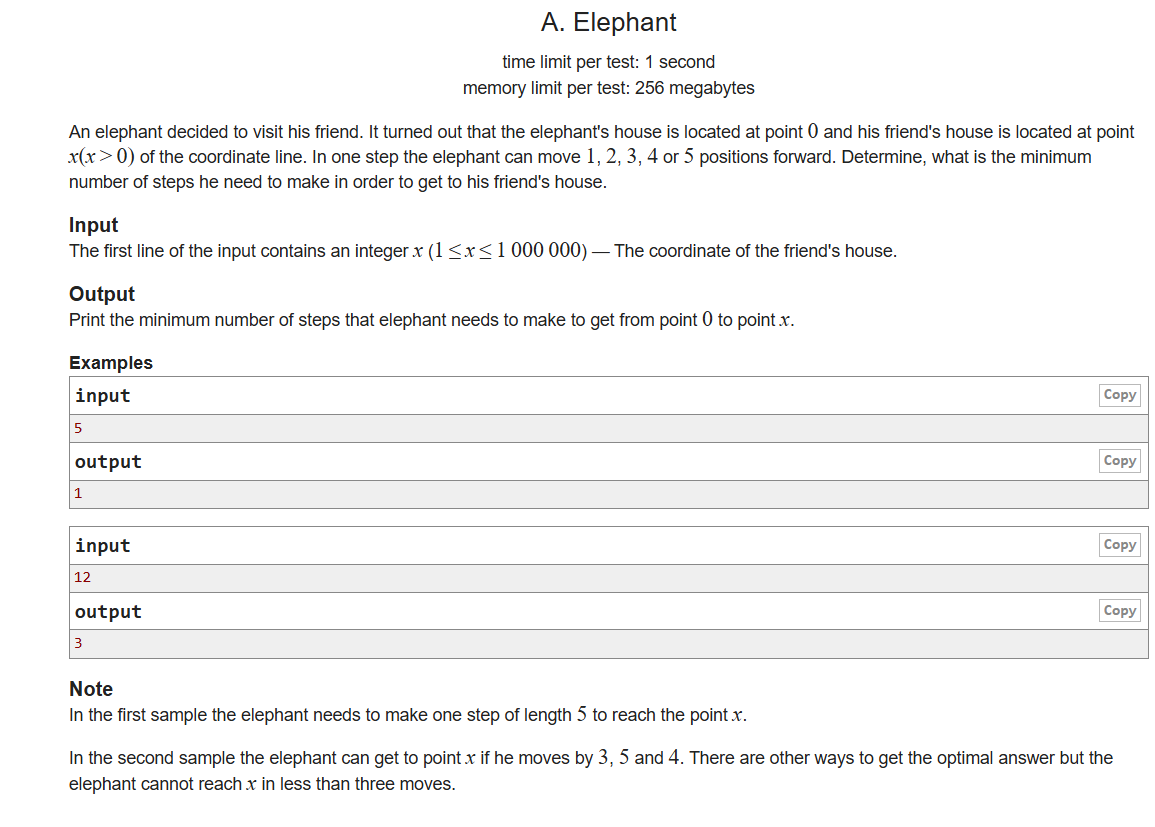 A. Elephant
time limit per test: 1 second
memory limit per test: 256 megabytes
An elephant decided to visit his friend. It turned out that the elephant's house is located at point 0 and his friend's house is located at point
x(x > 0) of the coordinate line. In one step the elephant can move 1, 2, 3, 4 or 5 positions forward. Determine, what is the minimum
number of steps he need to make in order to get to his friend's house.
Input
The first line of the input contains an integer x (1 ≤ x ≤ 1 000 000) — The coordinate of the friend's house.
Output
Print the minimum number of steps that elephant needs to make to get from point 0 to point x.
Examples
input Copy
5
output Copy
1
input Copy
12
output Copy
3
Note
In the first sample the elephant needs to make one step of length 5 to reach the point x.
In the second sample the elephant can get to point x if he moves by 3, 5 and 4. There are other ways to get the optimal answer but the
elephant cannot reach x in less than three moves.